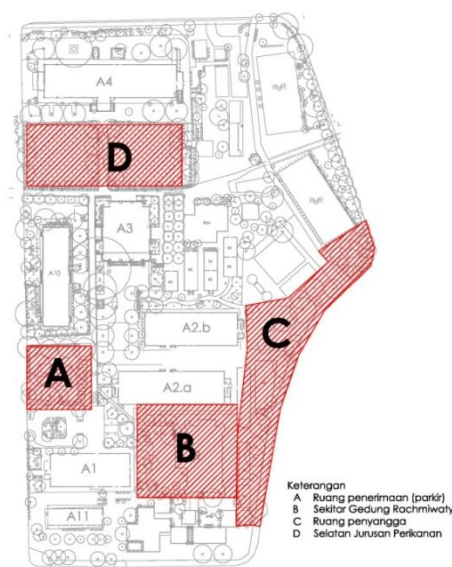 A4
D
A3
A10
A2.b
C
A
A2.a
B
A1
A11
Keterangan
A Ruang penerimaan (parkir)
B Sekitar Gedung Rachmiwaty
C Ruang penyangga
D Selatan Jurusan Perikanan